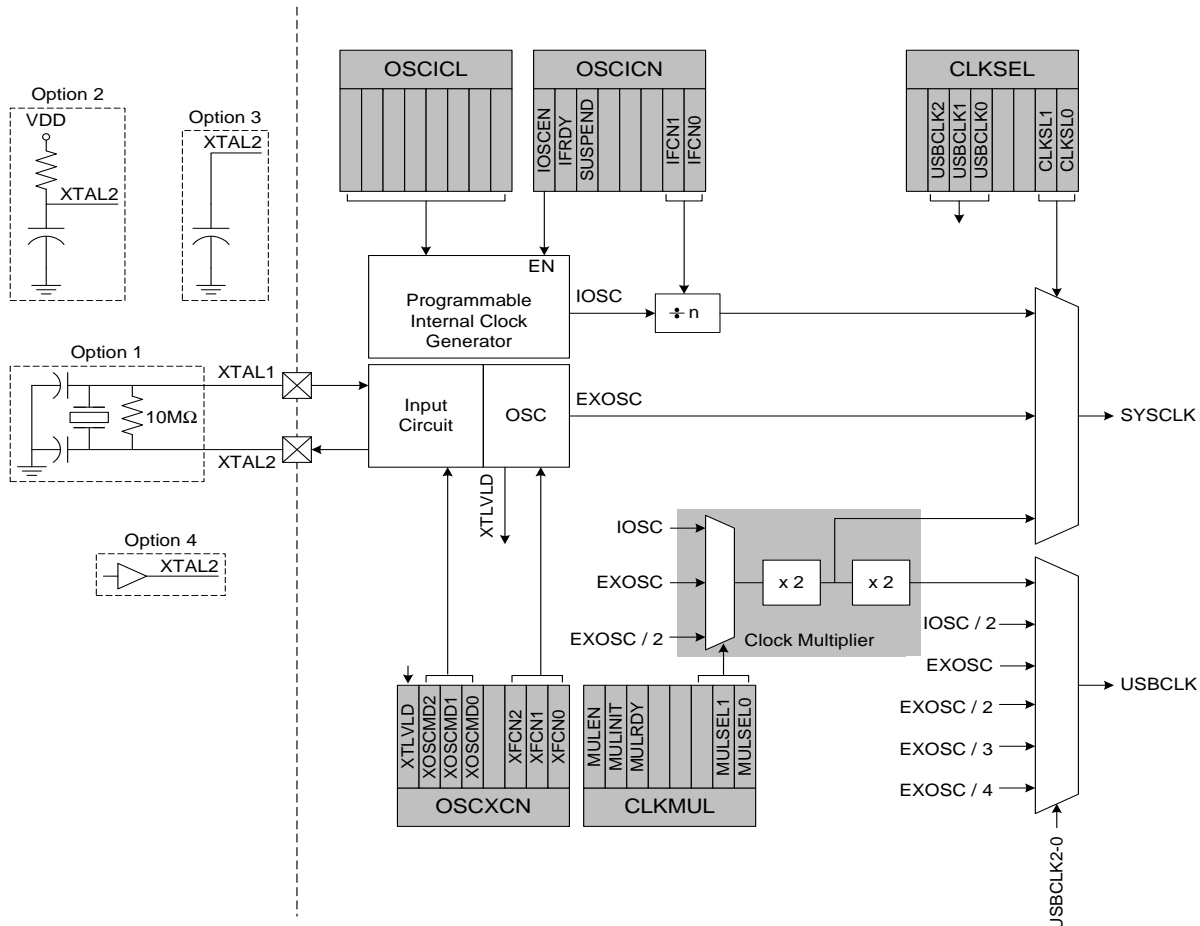 OSCICL
OSCICN
IOSCEN
IFRDY
SUSPEND
IFCN1
IFCN0
CLKSEL
USBCLK2
USBCLK1
USBCLK0
CLKSL1
CLKSL0
Option 2
VDD
XTAL2
Option 3
XTAL2
EN
Programmable
Internal Clock
Generator
IOSC
÷ n
Option 1
10MΩ
XTAL1
XTAL2
Input
Circuit
OSC
EXOSC
SYSCLK
XTLVLD
Option 4
XTAL2
IOSC
EXOSC
EXOSC / 2
x 2
x 2
Clock Multiplier
IOSC / 2
EXOSC
EXOSC / 2
EXOSC / 3
EXOSC / 4
USBCLK
USBCLK2-0
XTLVLD
XOSCMD2
XOSCMD1
XOSCMD0
XFCN2
XFCN1
XFCN0
OSCXCN
MULEN
MULINIT
MULRDY
MULSEL1
MULSEL0
CLKMUL